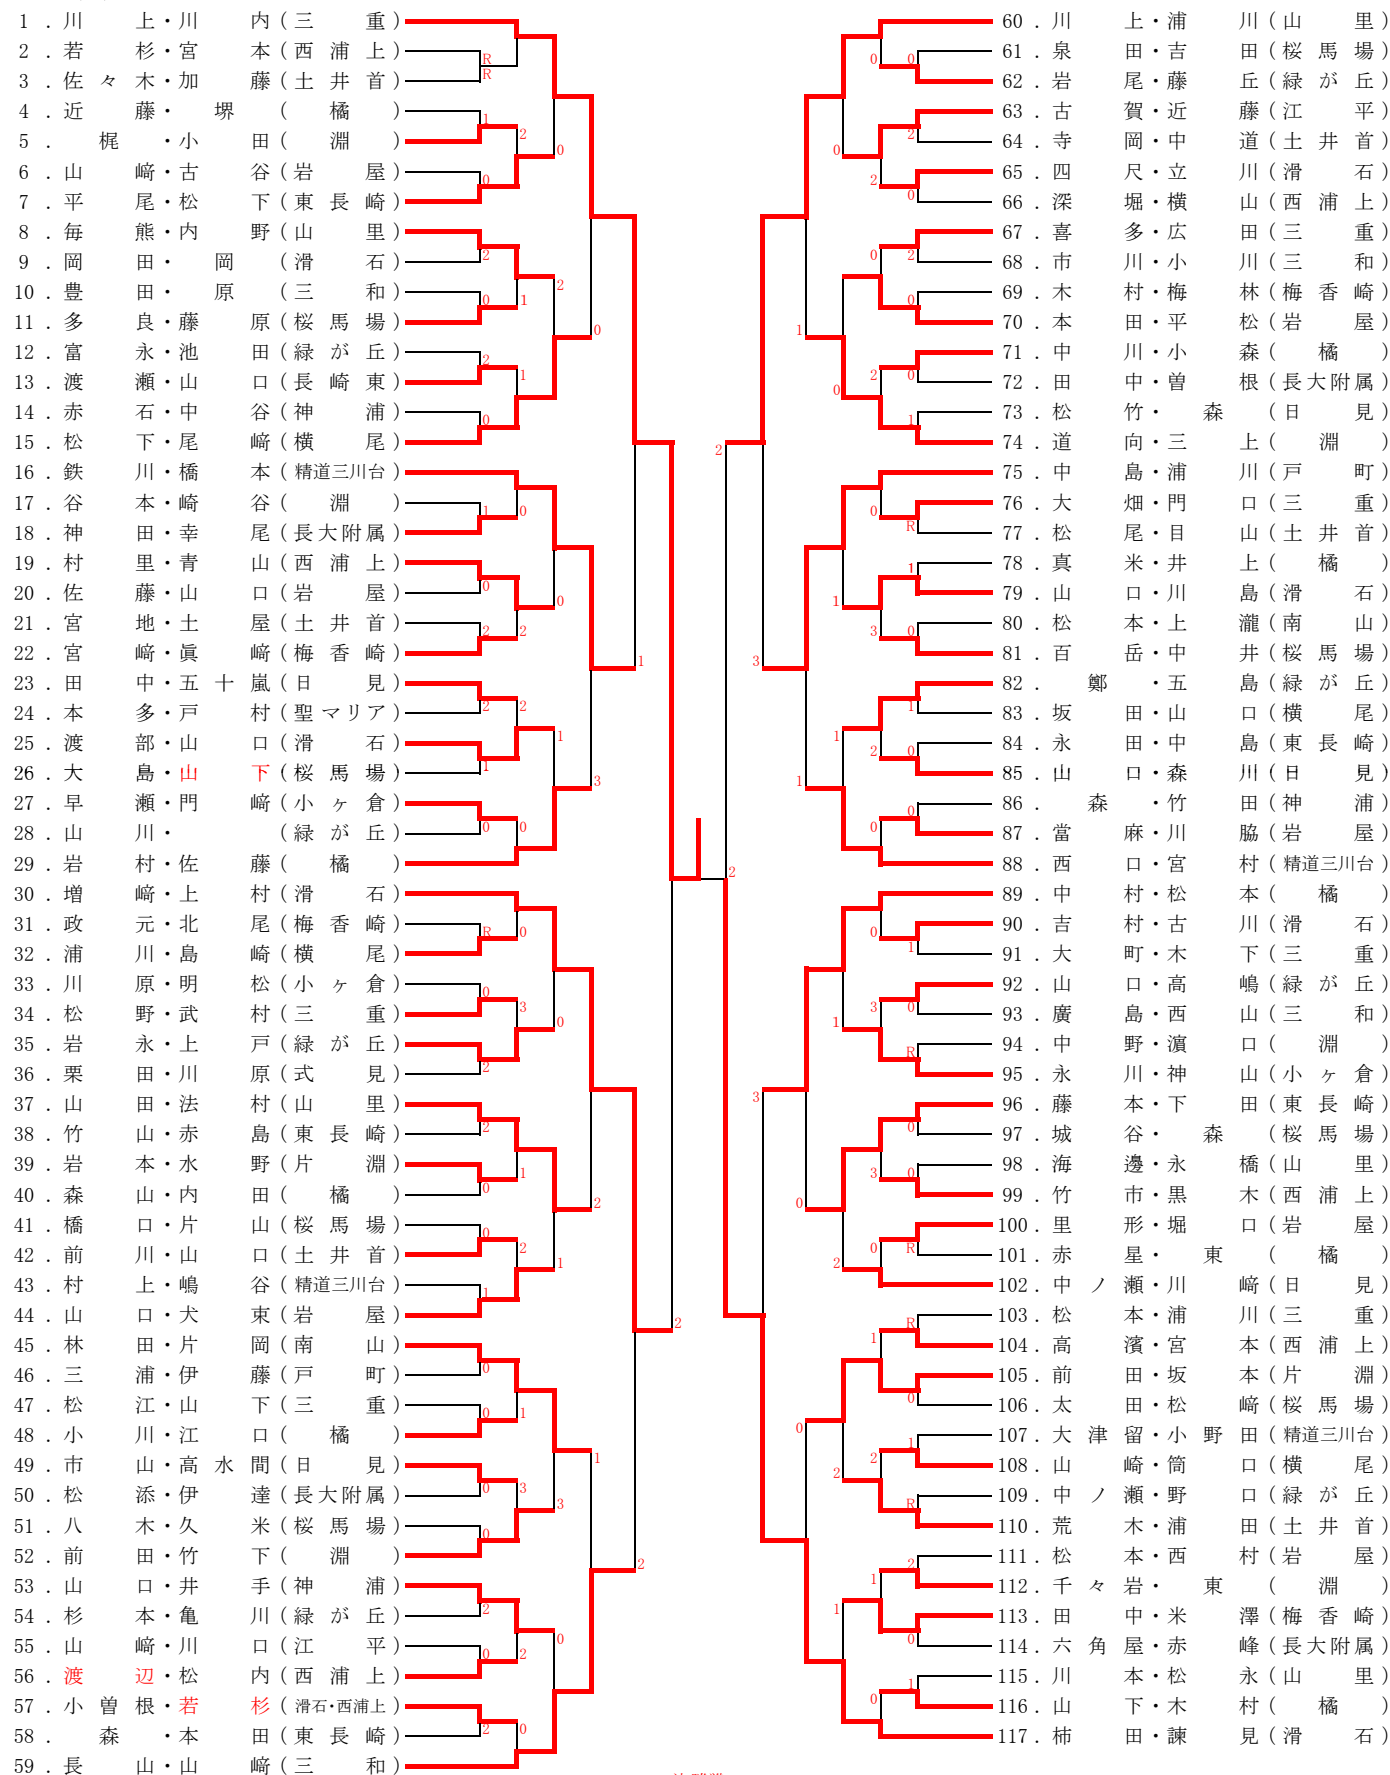 1 . 川上・川内 (三重)
2 . 若杉・宮本 (西浦上)
3 . 佐々木・加藤 (土井首)
4 . 近藤・堺 (橘)
5 . 梶・小田 (淵)
6 . 山﨑・古谷 (岩屋)
7 . 平尾・松下 (東長崎)
8 . 毎熊・内野 (山里)
9 . 岡田・岡 (滑石)
10 . 豊田・原 (三和)
11 . 多良・藤原 (桜馬場)
12 . 富永・池田 (緑が丘)
13 . 渡瀬・山口 (長崎東)
14 . 赤石・中谷 (神浦)
15 . 松下・尾﨑 (横尾)
16 . 鉄川・橋本 (精道三川台)
17 . 谷本・崎谷 (淵)
18 . 神田・幸尾 (長大附属)
19 . 村里・青山 (西浦上)
20 . 佐藤・山口 (岩屋)
21 . 宮地・土屋 (土井首)
22 . 宮﨑・眞﨑 (梅香崎)
23 . 田中・五十嵐 (日見)
24 . 本多・戸村 (聖マリア)
25 . 渡部・山口 (滑石)
26 . 大島・山下 (桜馬場)
27 . 早瀬・門﨑 (小ヶ倉)
28 . 山川・ (緑が丘)
29 . 岩村・佐藤 (橘)
30 . 増﨑・上村 (滑石)
31 . 政元・北尾 (梅香崎)
32 . 浦川・島崎 (横尾)
33 . 川原・明松 (小ヶ倉)
34 . 松野・武村 (三重)
35 . 岩永・上戸 (緑が丘)
36 . 栗田・川原 (式見)
37 . 山田・法村 (山里)
38 . 竹山・赤島 (東長崎)
39 . 岩本・水野 (片淵)
40 . 森山・内田 (橘)
41 . 橋口・片山 (桜馬場)
42 . 前川・山口 (土井首)
43 . 村上・嶋谷 (精道三川台)
44 . 山口・犬東 (岩屋)
45 . 林田・片岡 (南山)
46 . 三浦・伊藤 (戸町)
47 . 松江・山下 (三重)
48 . 小川・江口 (橘)
49 . 市山・高水間 (日見)
50 . 松添・伊達 (長大附属)
51 . 八木・久米 (桜馬場)
52 . 前田・竹下 (淵)
53 . 山口・井手 (神浦)
54 . 杉本・亀川 (緑が丘)
55 . 山﨑・川口 (江平)
56 . 渡辺・松内 (西浦上)
57 . 小曽根・若杉 (滑石・西浦上)
58 . 森・本田 (東長崎)
59 . 長山・山﨑 (三和)
60 . 川上・浦川 (山里)
61 . 泉田・吉田 (桜馬場)
62 . 岩尾・藤丘 (緑が丘)
63 . 古賀・近藤 (江平)
64 . 寺岡・中道 (土井首)
65 . 四尺・立川 (滑石)
66 . 深堀・横山 (西浦上)
67 . 喜多・広田 (三重)
68 . 市川・小川 (三和)
69 . 木村・梅林 (梅香崎)
70 . 本田・平松 (岩屋)
71 . 中川・小森 (橘)
72 . 田中・曽根 (長大附属)
73 . 松竹・森 (日見)
74 . 道向・三上 (淵)
75 . 中島・浦川 (戸町)
76 . 大畑・門口 (三重)
77 . 松尾・目山 (土井首)
78 . 真米・井上 (橘)
79 . 山口・川島 (滑石)
80 . 松本・上瀧 (南山)
81 . 百岳・中井 (桜馬場)
82 . 鄭・五島 (緑が丘)
83 . 坂田・山口 (横尾)
84 . 永田・中島 (東長崎)
85 . 山口・森川 (日見)
86 . 森・竹田 (神浦)
87 . 當麻・川脇 (岩屋)
88 . 西口・宮村 (精道三川台)
89 . 中村・松本 (橘)
90 . 吉村・古川 (滑石)
91 . 大町・木下 (三重)
92 . 山口・高嶋 (緑が丘)
93 . 廣島・西山 (三和)
94 . 中野・濵口 (淵)
95 . 永川・神山 (小ヶ倉)
96 . 藤本・下田 (東長崎)
97 . 城谷・森 (桜馬場)
98 . 海邊・永橋 (山里)
99 . 竹市・黒木 (西浦上)
100 . 里形・堀口 (岩屋)
101 . 赤星・東 (橘)
102 . 中ノ瀬・川﨑 (日見)
103 . 松本・浦川 (三重)
104 . 高濱・宮本 (西浦上)
105 . 前田・坂本 (片淵)
106 . 太田・松﨑 (桜馬場)
107 . 大津留・小野田 (精道三川台)
108 . 山崎・筒口 (横尾)
109 . 中ノ瀬・野口 (緑が丘)
110 . 荒木・浦田 (土井首)
111 . 松本・西村 (岩屋)
112 . 千々岩・東 (淵)
113 . 田中・米澤 (梅香崎)
114 . 六角屋・赤峰 (長大附属)
115 . 川本・松永 (山里)
116 . 山下・木村 (橘)
117 . 柿田・諫見 (滑石)